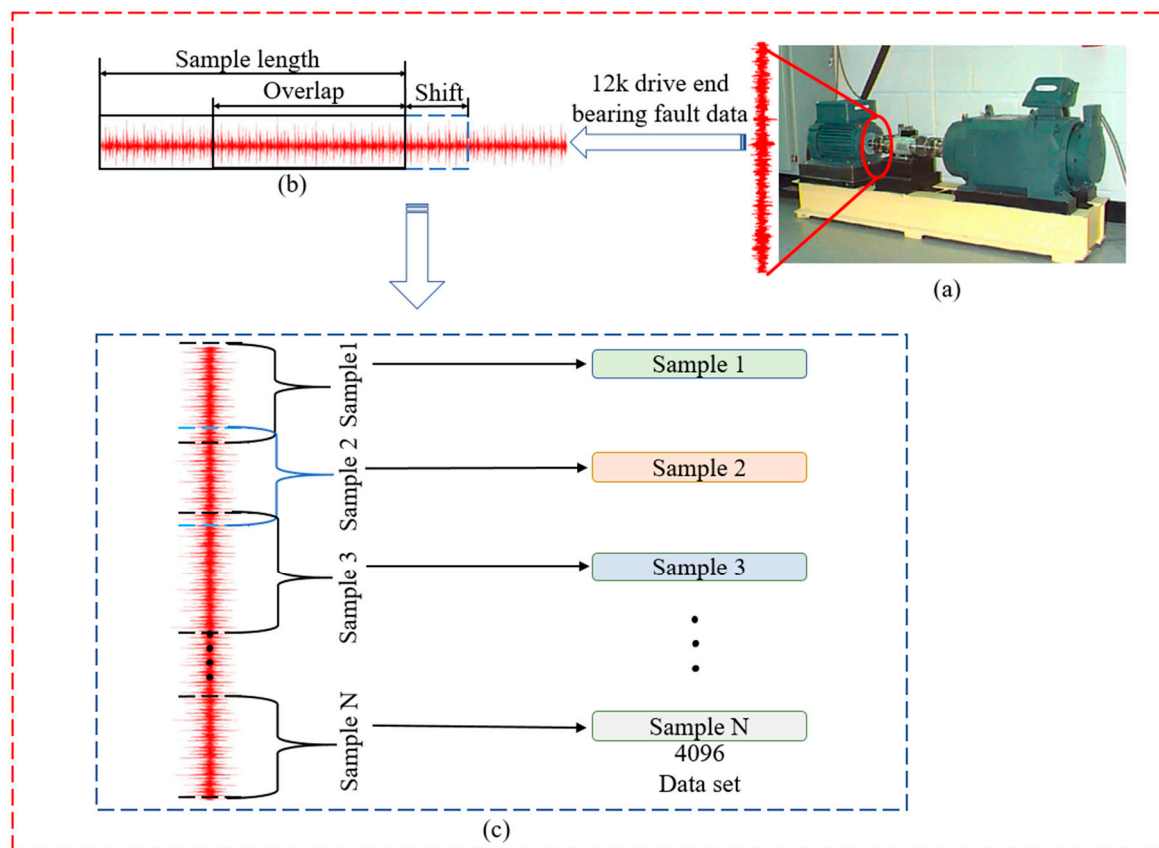 Sample length
Overlap
Shift
(b)
12k drive end
bearing fault data
(a)
Sample1
Sample 2
Sample 3
Sample N
Sample 1
Sample 2
Sample 3
Sample N
4096
Data set
(c)